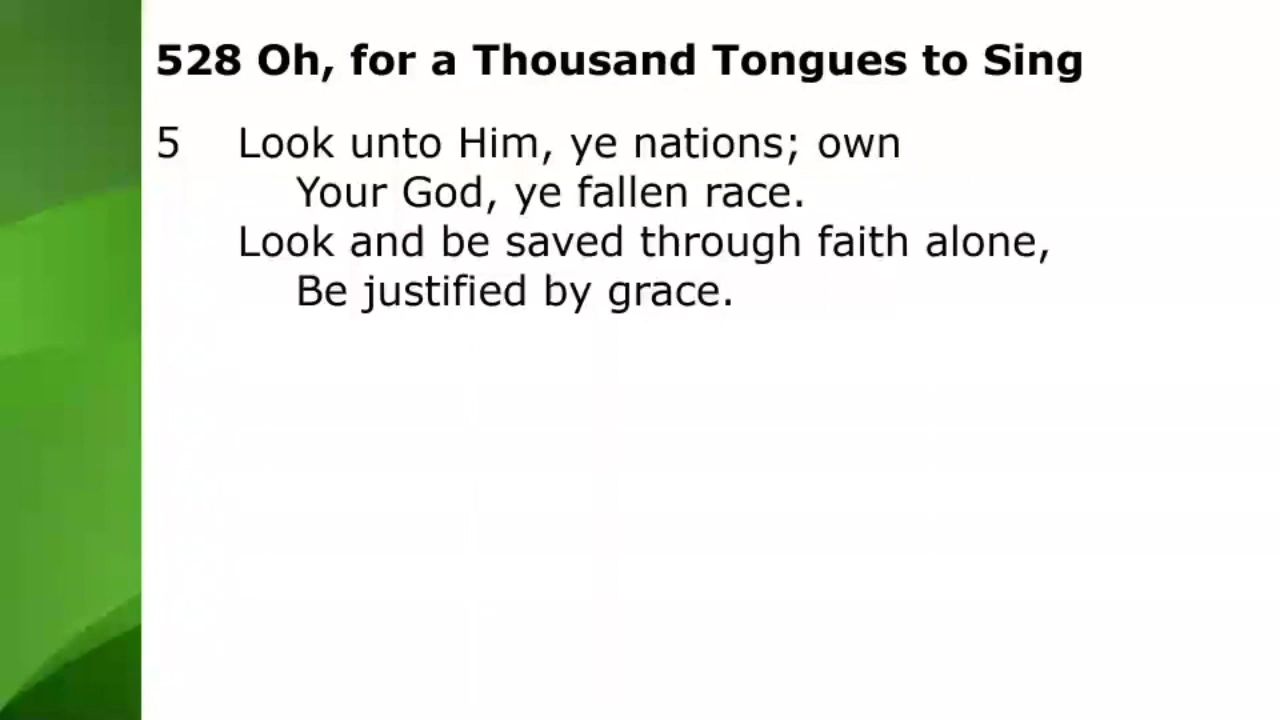 528 Oh, for a Thousand Tongues to Sing
5 Look unto Him, ye nations; own
Your God, ye fallen race.
Look and be saved through faith alone,
Be justified by grace.